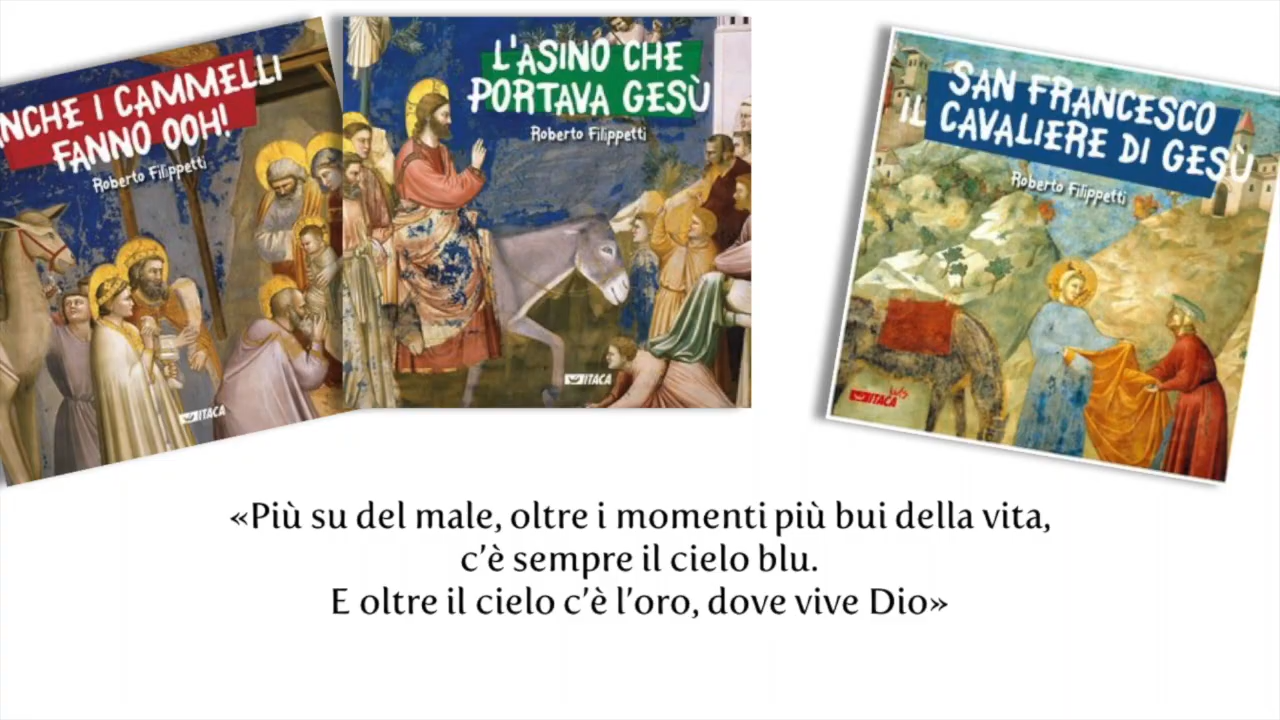 NCHE I CAMMELLI
FANNO OOH!
Roberto Filippetti
ITACA
L'ASINO CHE
PORTAVA GESÙ
Roberto Filippetti
ITACA
SAN FRANCESCO
IL CAVALIERE DI GESÙ
Roberto Filippetti
ITACA kids
«Più su del male, oltre i momenti più bui della vita,
c'è sempre il cielo blu.
E oltre il cielo c'è l'oro, dove vive Dio»